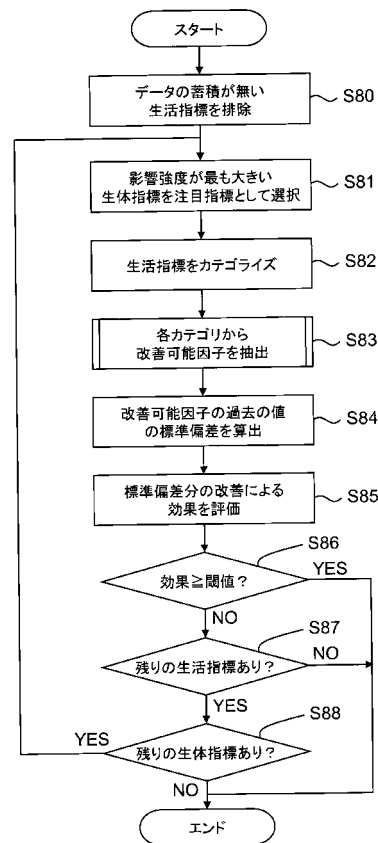 スタート
データの蓄積が無い
生活指標を排除
S80
影響強度が最も大きい
生体指標を注目指標として選択
S81
生活指標をカテゴライズ
S82
各カテゴリから
改善可能因子を抽出
S83
改善可能因子の過去の値
の標準偏差を算出
S84
標準偏差分の改善による
効果を評価
S85
S86
効果≧閾値?
YES
NO
S87
残りの生活指標あり?
NO
YES
S88
残りの生体指標あり?
YES
NO
エンド